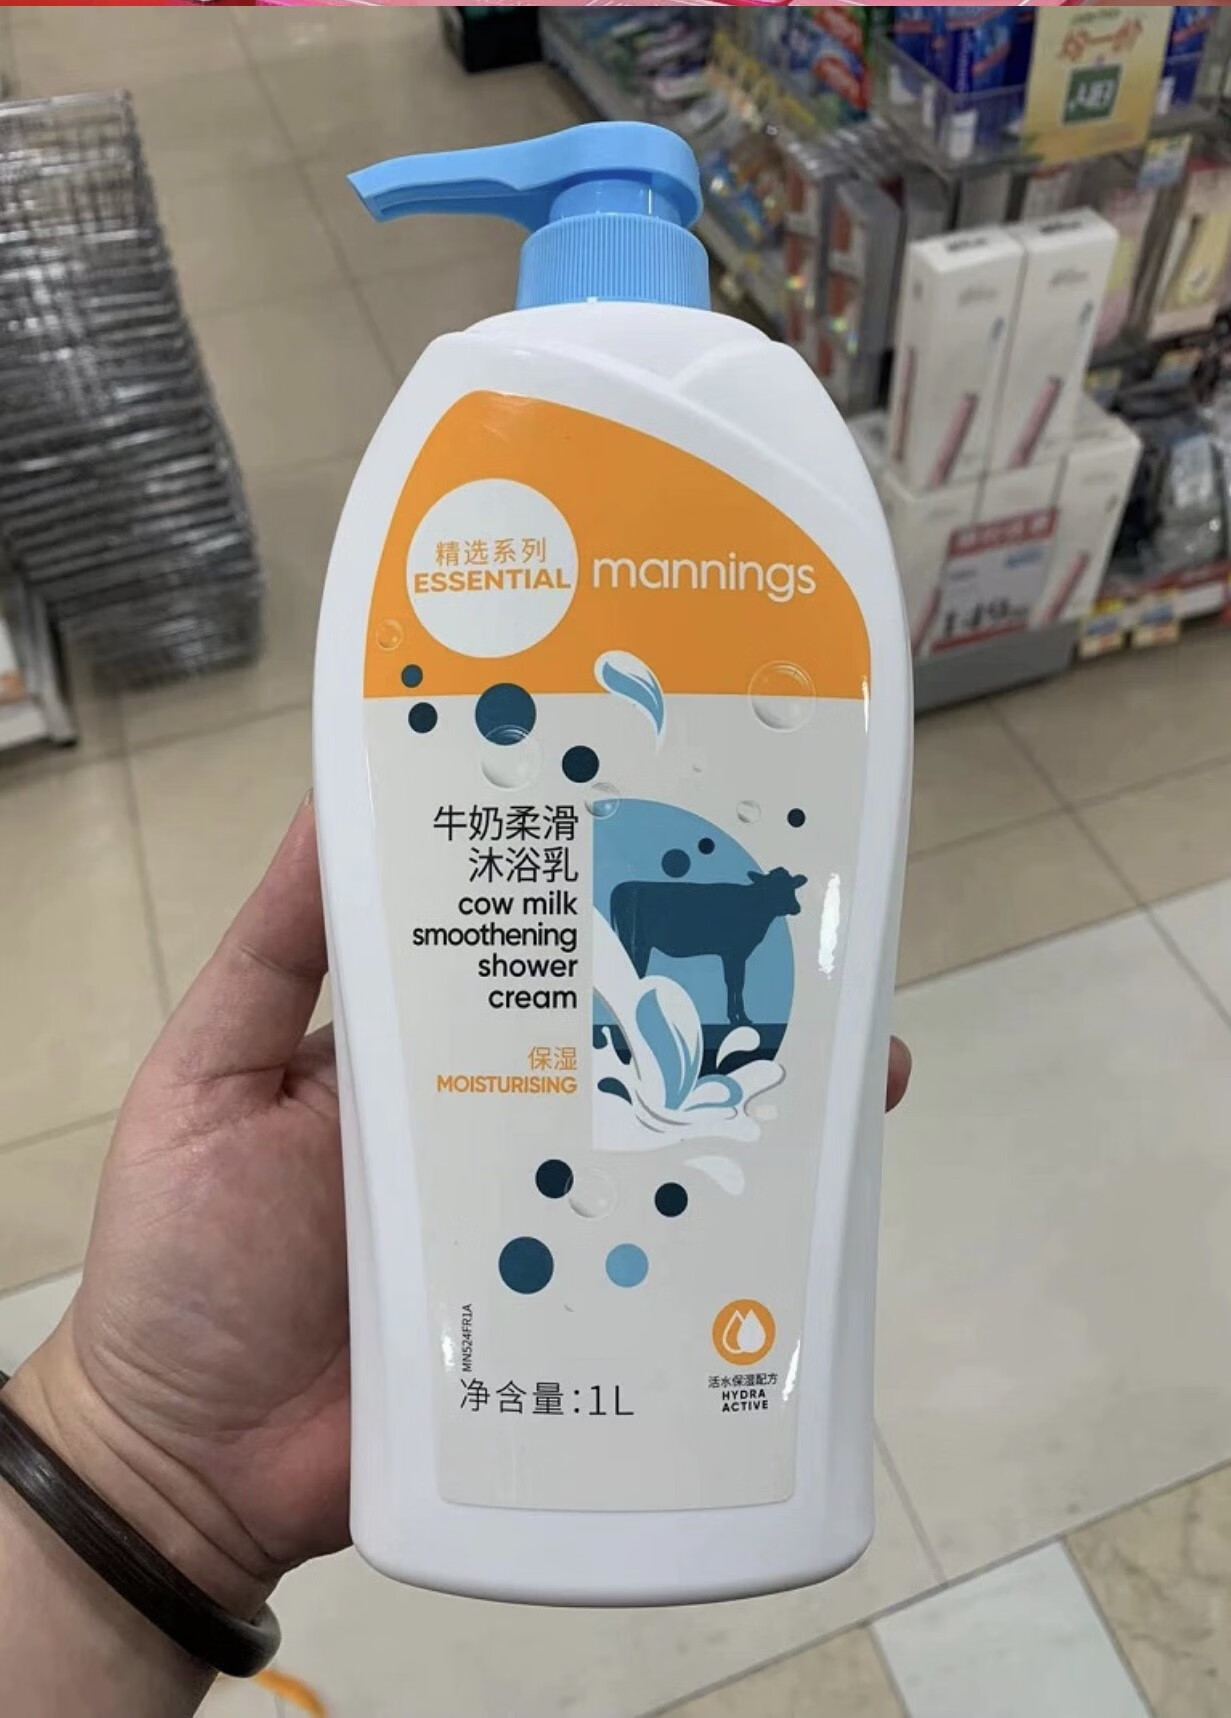 精选系列
ESSENTIAL
mannings
牛奶柔滑
沐浴乳
cow milk
smoothening
shower
cream
保湿
MOISTURISING
MN524FR1A
净含量:1L
活水保湿配方
HYDRA
ACTIVE